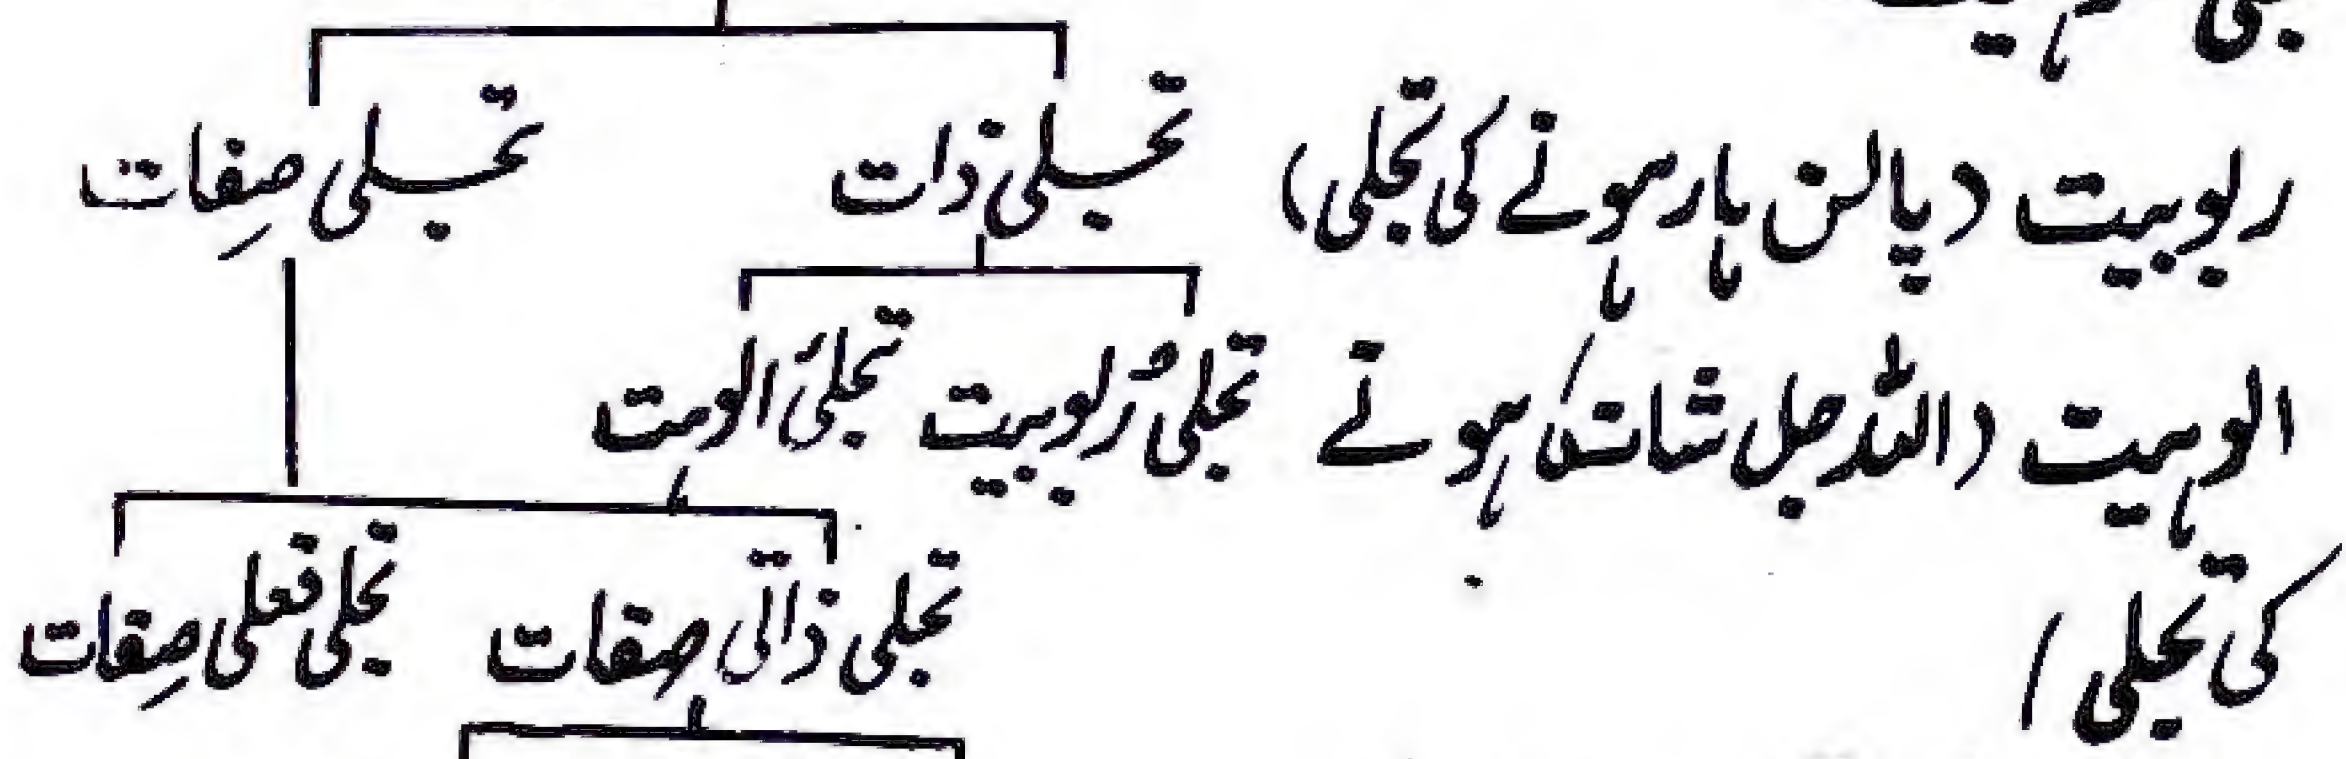 ربوبیت (پالن ہار ہونے کی تجلی)
الوہیت (اللہ جل شانہ کا ہونے
کی تجلی)
تجلی ذات تجلی صفات
تجلیٔ ربوبیت تجلیٔ الوہیت
تجلی ذاتی صفات تجلی فعلی صفات